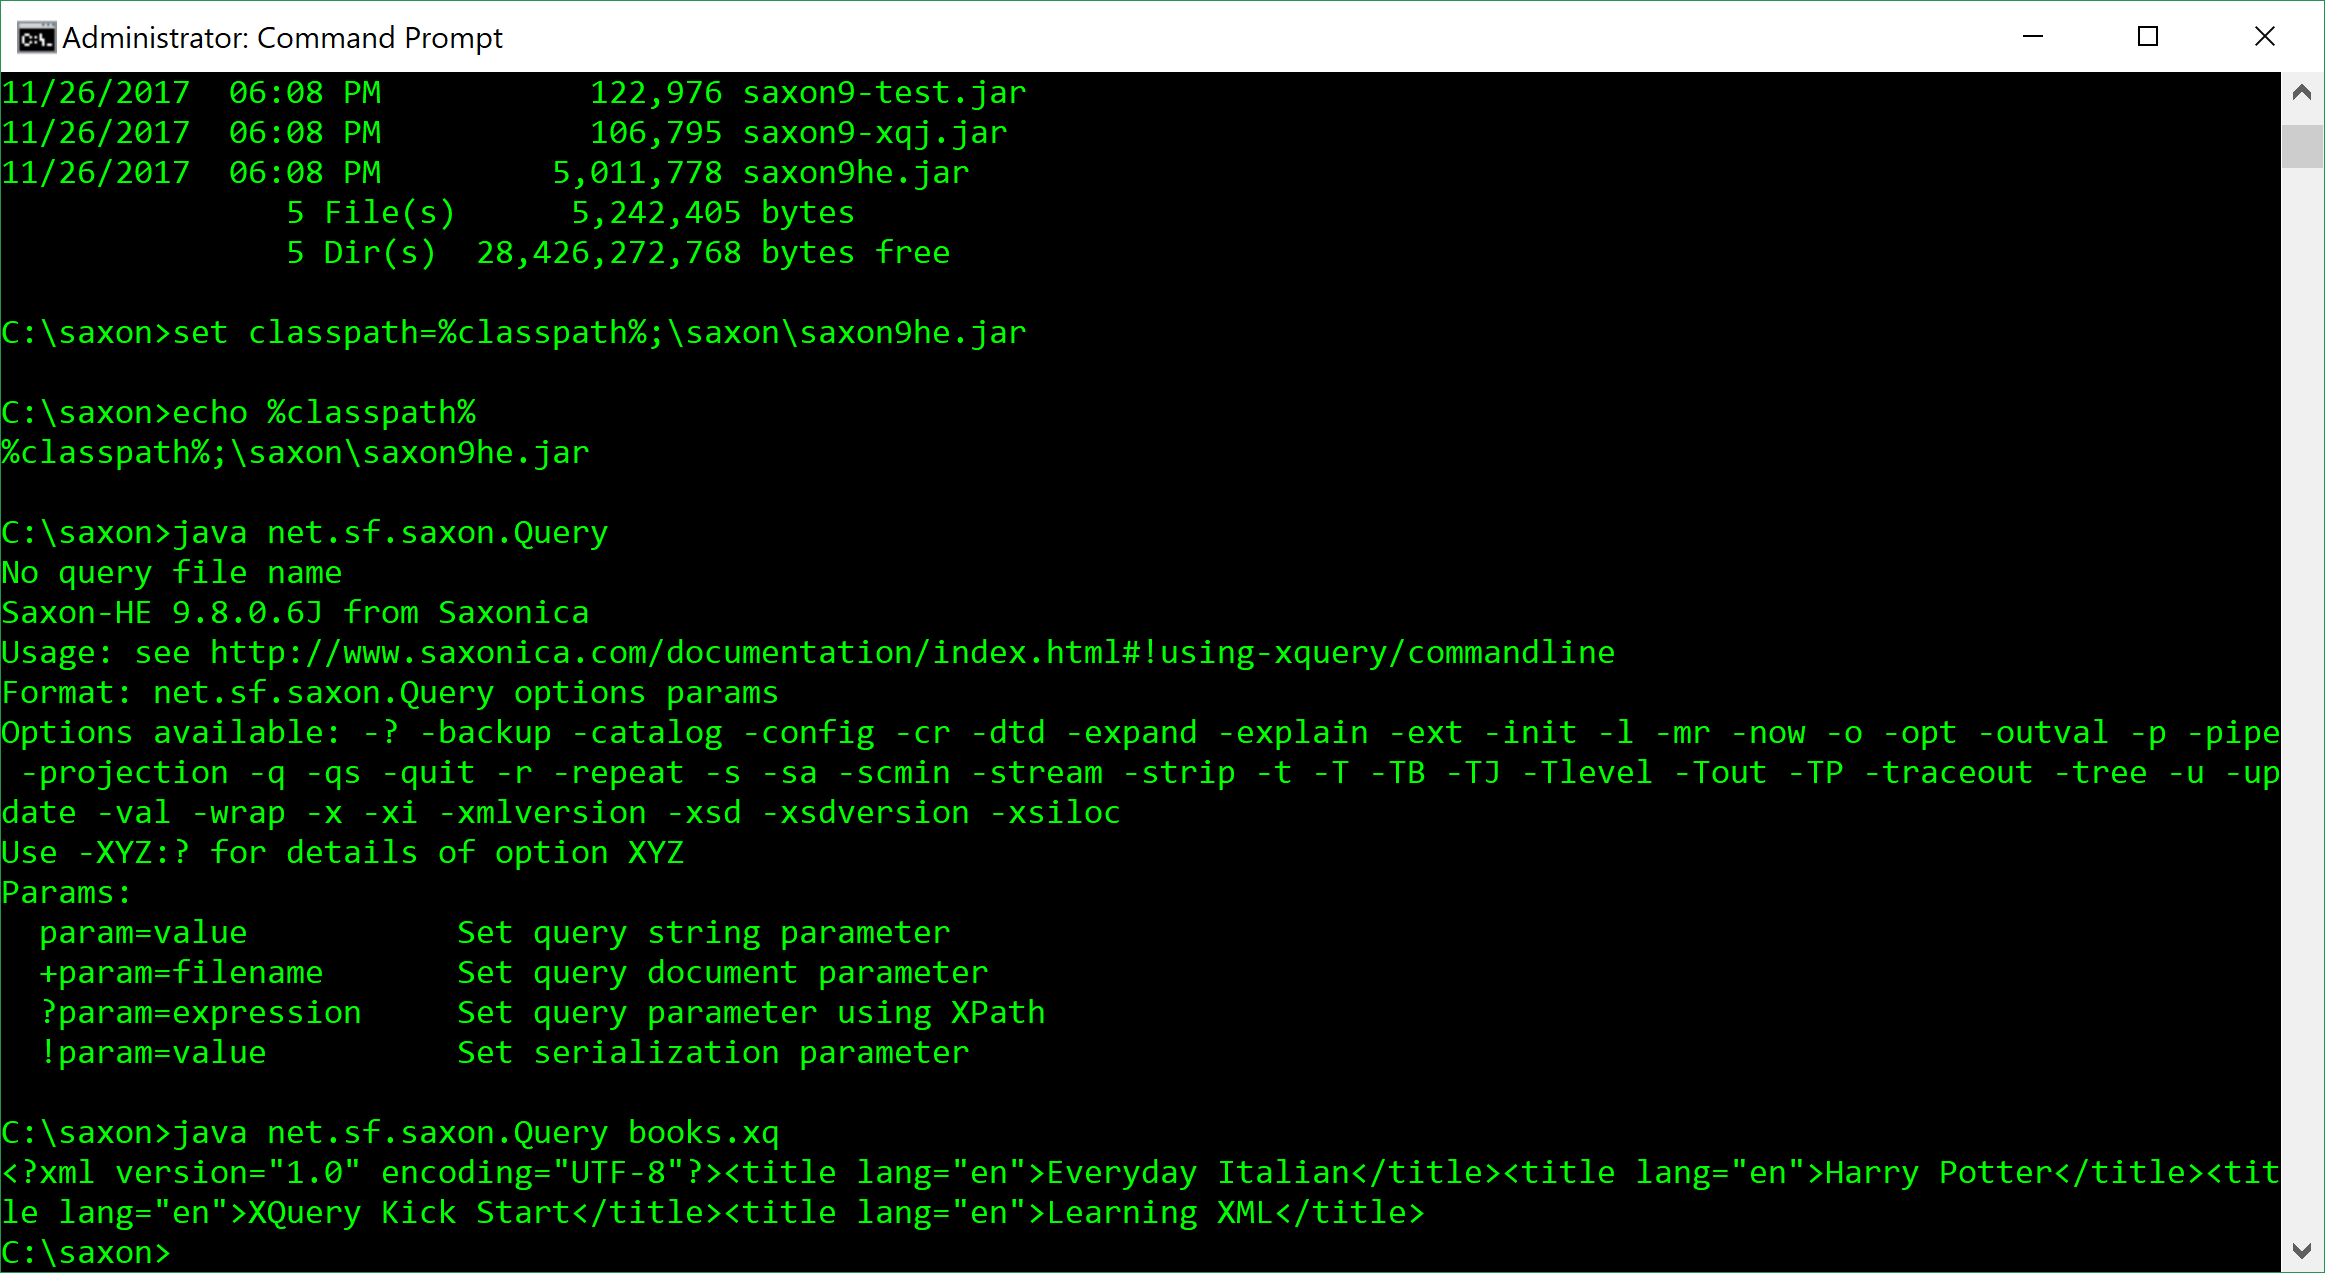 Administrator: Command Prompt
11/26/2017  06:08 PM           122,976 saxon9-test.jar
11/26/2017  06:08 PM           106,795 saxon9-xqj.jar
11/26/2017  06:08 PM         5,011,778 saxon9he.jar
               5 File(s)      5,242,405 bytes
               5 Dir(s)  28,426,272,768 bytes free
C:\saxon>set classpath=%classpath%;\saxon\saxon9he.jar
C:\saxon>echo %classpath%
%classpath%;\saxon\saxon9he.jar
C:\saxon>java net.sf.saxon.Query
No query file name
Saxon-HE 9.8.0.6J from Saxonica
Usage: see http://www.saxonica.com/documentation/index.html#!using-xquery/commandline
Format: net.sf.saxon.Query options params
Options available: -? -backup -catalog -config -cr -dtd -expand -explain -ext -init -l -mr -now -o -opt -outval -p -pipe
 -projection -q -qs -quit -r -repeat -s -sa -scmin -stream -strip -t -T -TB -TJ -Tlevel -Tout -TP -traceout -tree -u -up
date -val -wrap -x -xi -xmlversion -xsd -xsdversion -xsiloc
Use -XYZ:? for details of option XYZ
Params:
  param=value           Set query string parameter
  +param=filename       Set query document parameter
  ?param=expression     Set query parameter using XPath
  !param=value          Set serialization parameter
C:\saxon>java net.sf.saxon.Query books.xq
<?xml version="1.0" encoding="UTF-8"?><title lang="en">Everyday Italian</title><title lang="en">Harry Potter</title><tit
le lang="en">XQuery Kick Start</title><title lang="en">Learning XML</title>
C:\saxon>